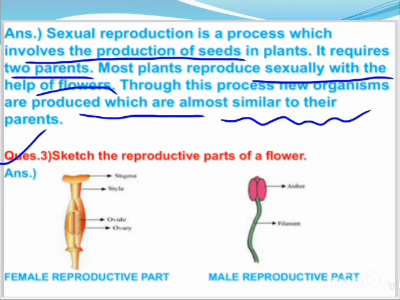 Ans.) Sexual reproduction is a process which
involves the production of seeds in plants. It requires
two parents. Most plants reproduce sexually with the
help of flowers. Through this process new organisms
are produced which are almost similar to their
parents.
Ques.3)Sketch the reproductive parts of a flower.
Ans.)
Stigma
Style
Ovule
Ovary
Anther
Filament
FEMALE REPRODUCTIVE PART
MALE REPRODUCTIVE PART